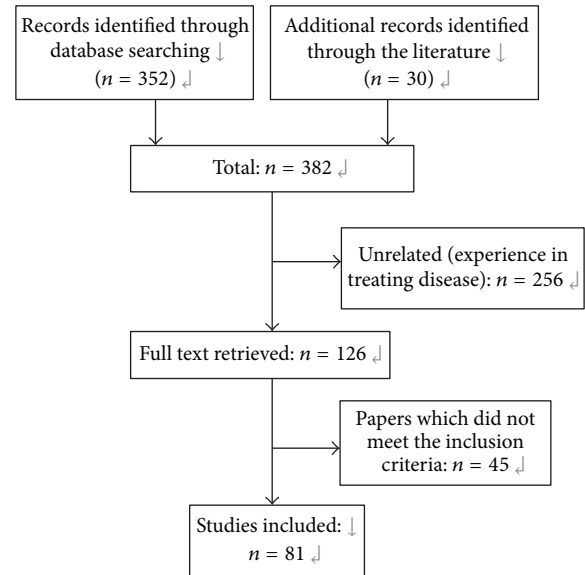 Records identified through
database searching ↓
(n = 352) ↲
Additional records identified
through the literature ↓
(n = 30) ↲
Total: n = 382 ↲
Unrelated (experience in
treating disease): n = 256 ↲
Full text retrieved: n = 126 ↲
Papers which did not
meet the inclusion
criteria: n = 45 ↲
Studies included: ↓
n = 81 ↲